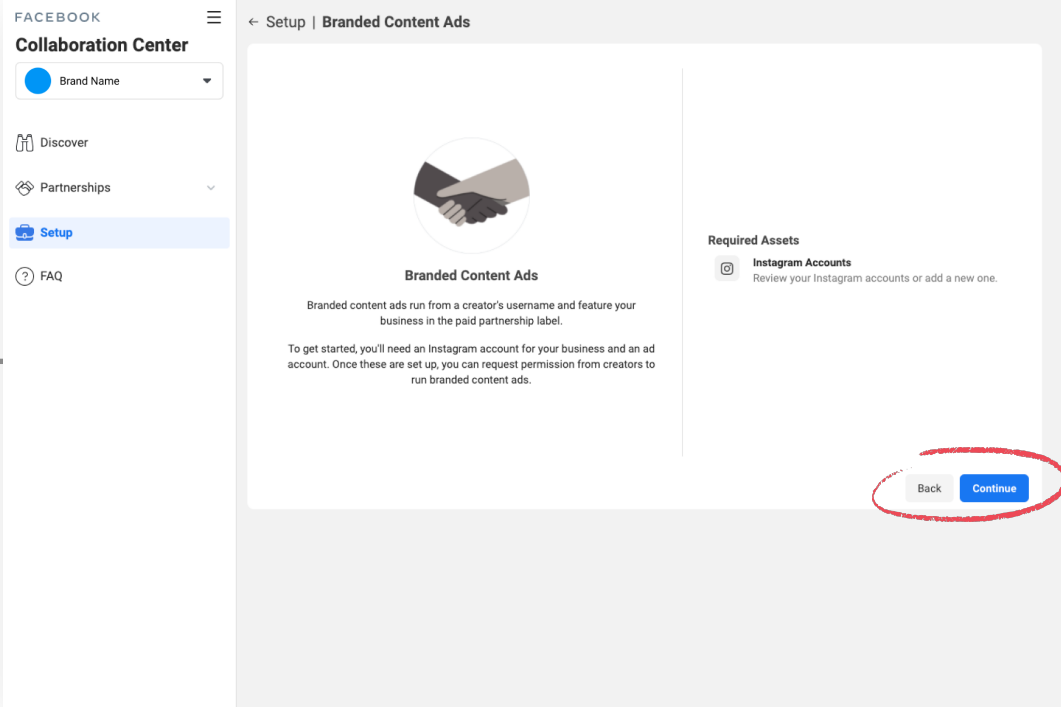 FACEBOOK
Collaboration Center
Brand Name
Discover
Partnerships
Setup
? FAQ
← Setup | Branded Content Ads
Branded Content Ads
Branded content ads run from a creator's username and feature your
business in the paid partnership label.
To get started, you'll need an Instagram account for your business and an ad
account. Once these are set up, you can request permission from creators to
run branded content ads.
Required Assets
Instagram Accounts
Review your Instagram accounts or add a new one.
Back
Continue